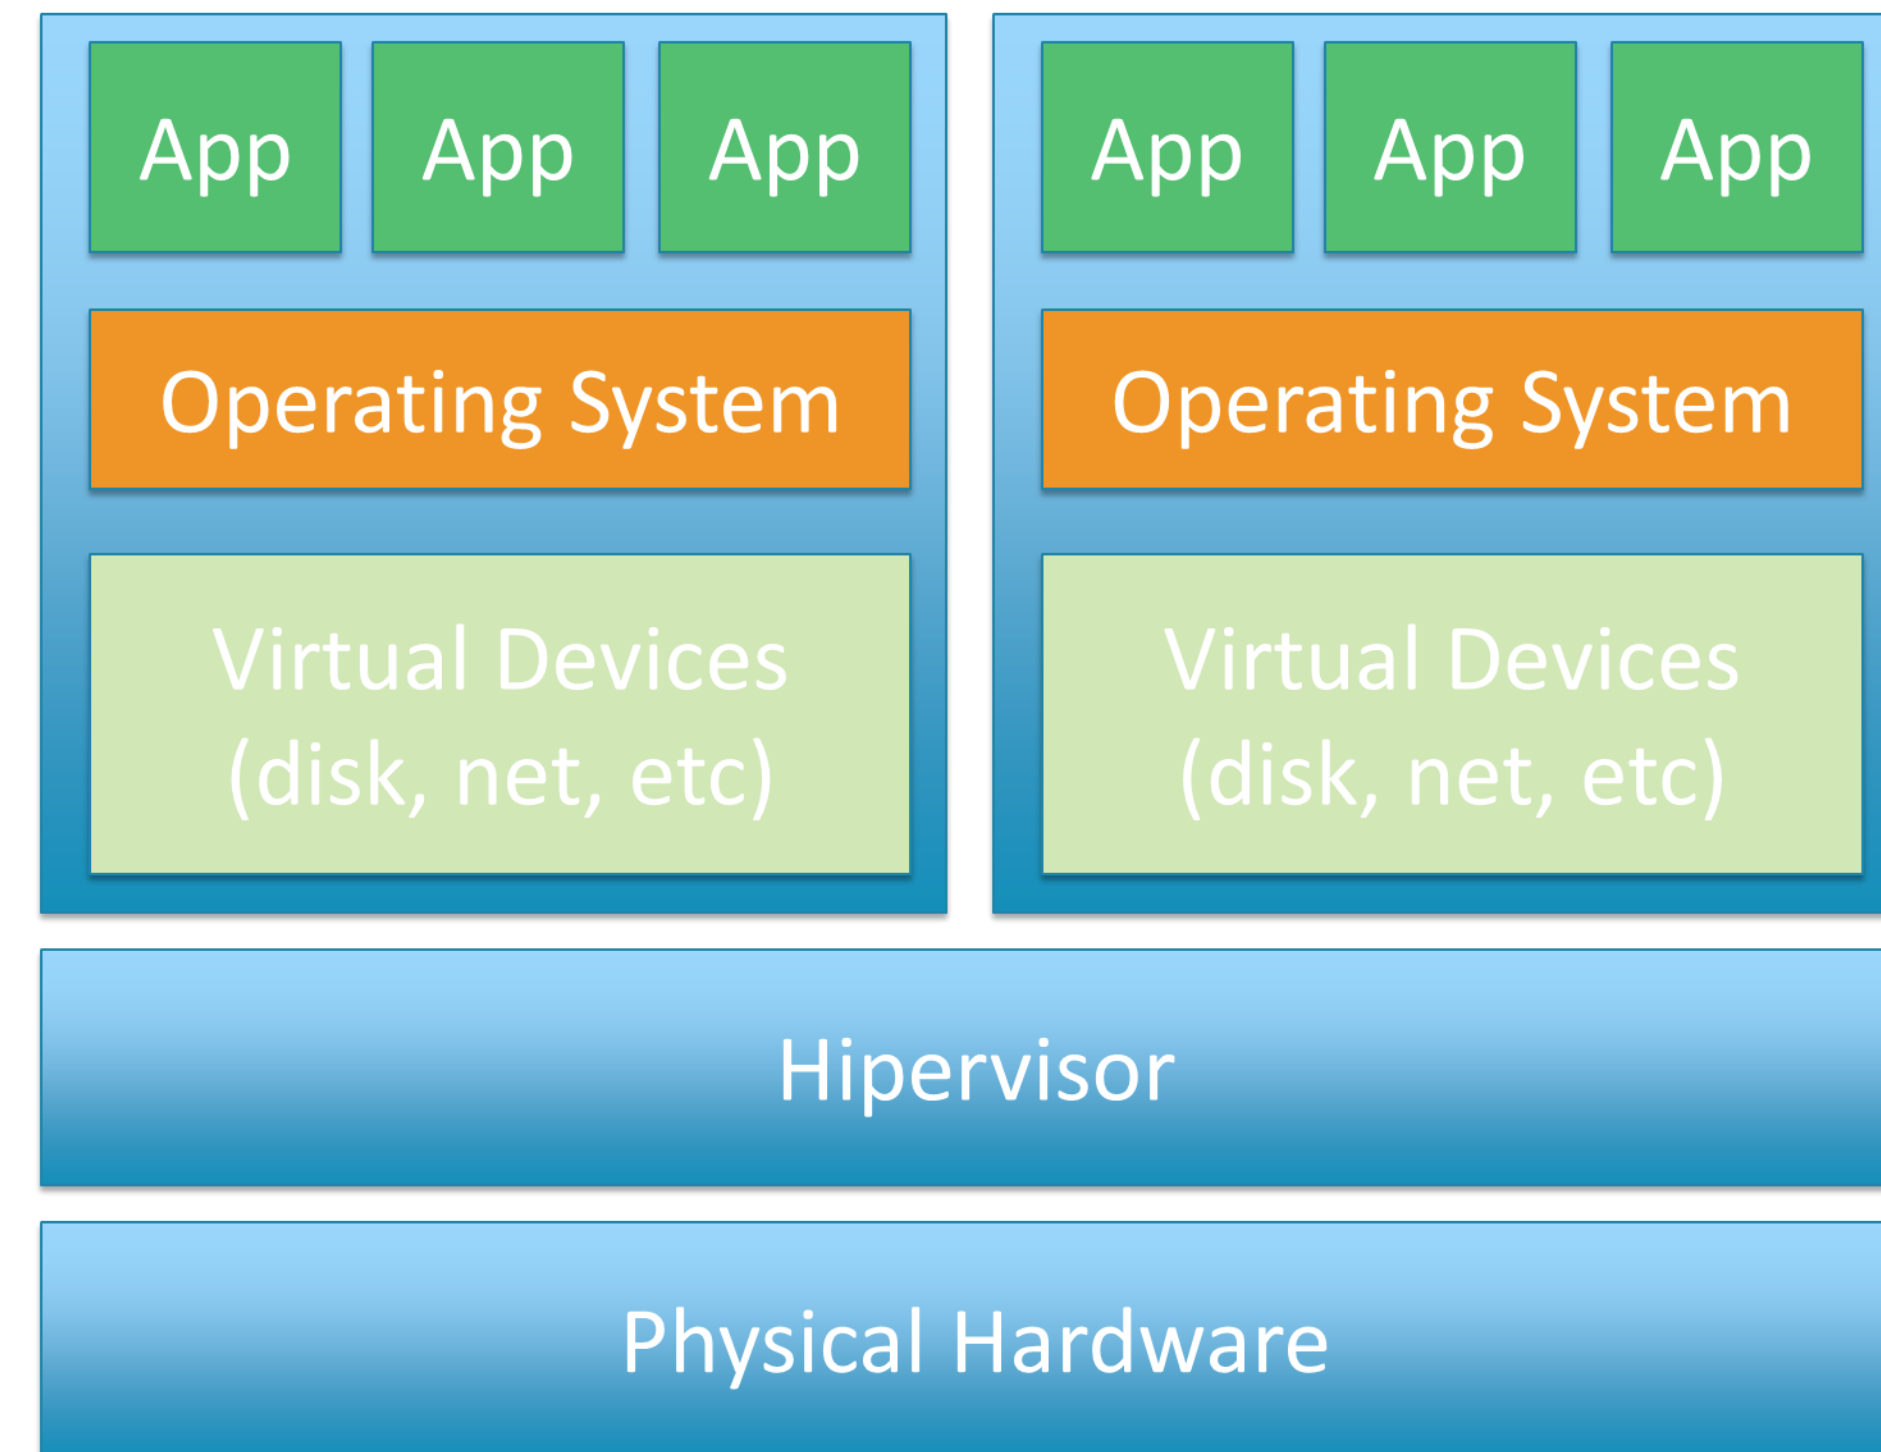 App App App App App App
Operating System Operating System
Virtual Devices Virtual Devices
(disk, net, etc) (disk, net, etc)
Hipervisor
Physical Hardware